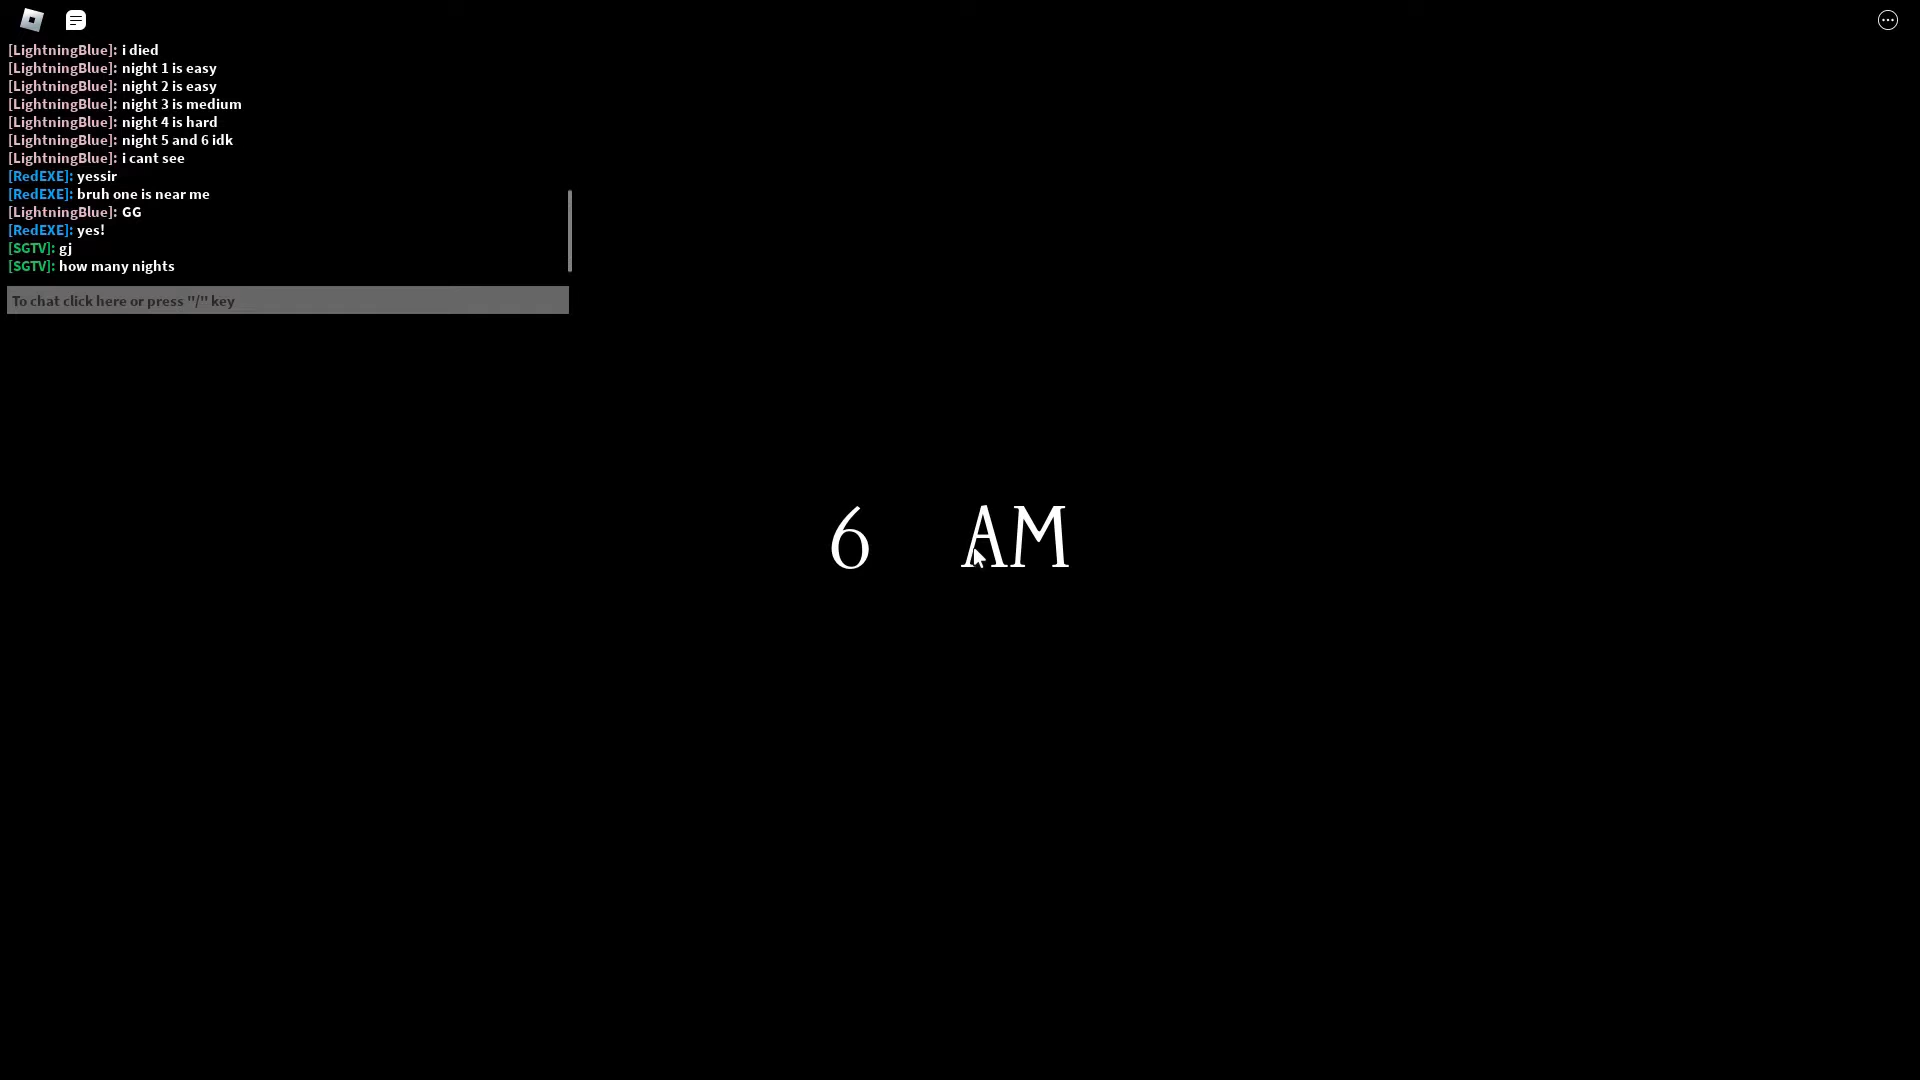 [LightningBlue]: i died
[LightningBlue]: night 1 is easy
[LightningBlue]: night 2 is easy
[LightningBlue]: night 3 is medium
[LightningBlue]: night 4 is hard
[LightningBlue]: night 5 and 6 idk
[LightningBlue]: i cant see
[RedEXE]: yessir
[RedEXE]: bruh one is near me
[LightningBlue]: GG
[RedEXE]: yes!
[SGTV]: gj
[SGTV]: how many nights
To chat click here or press "/" key
6 AM